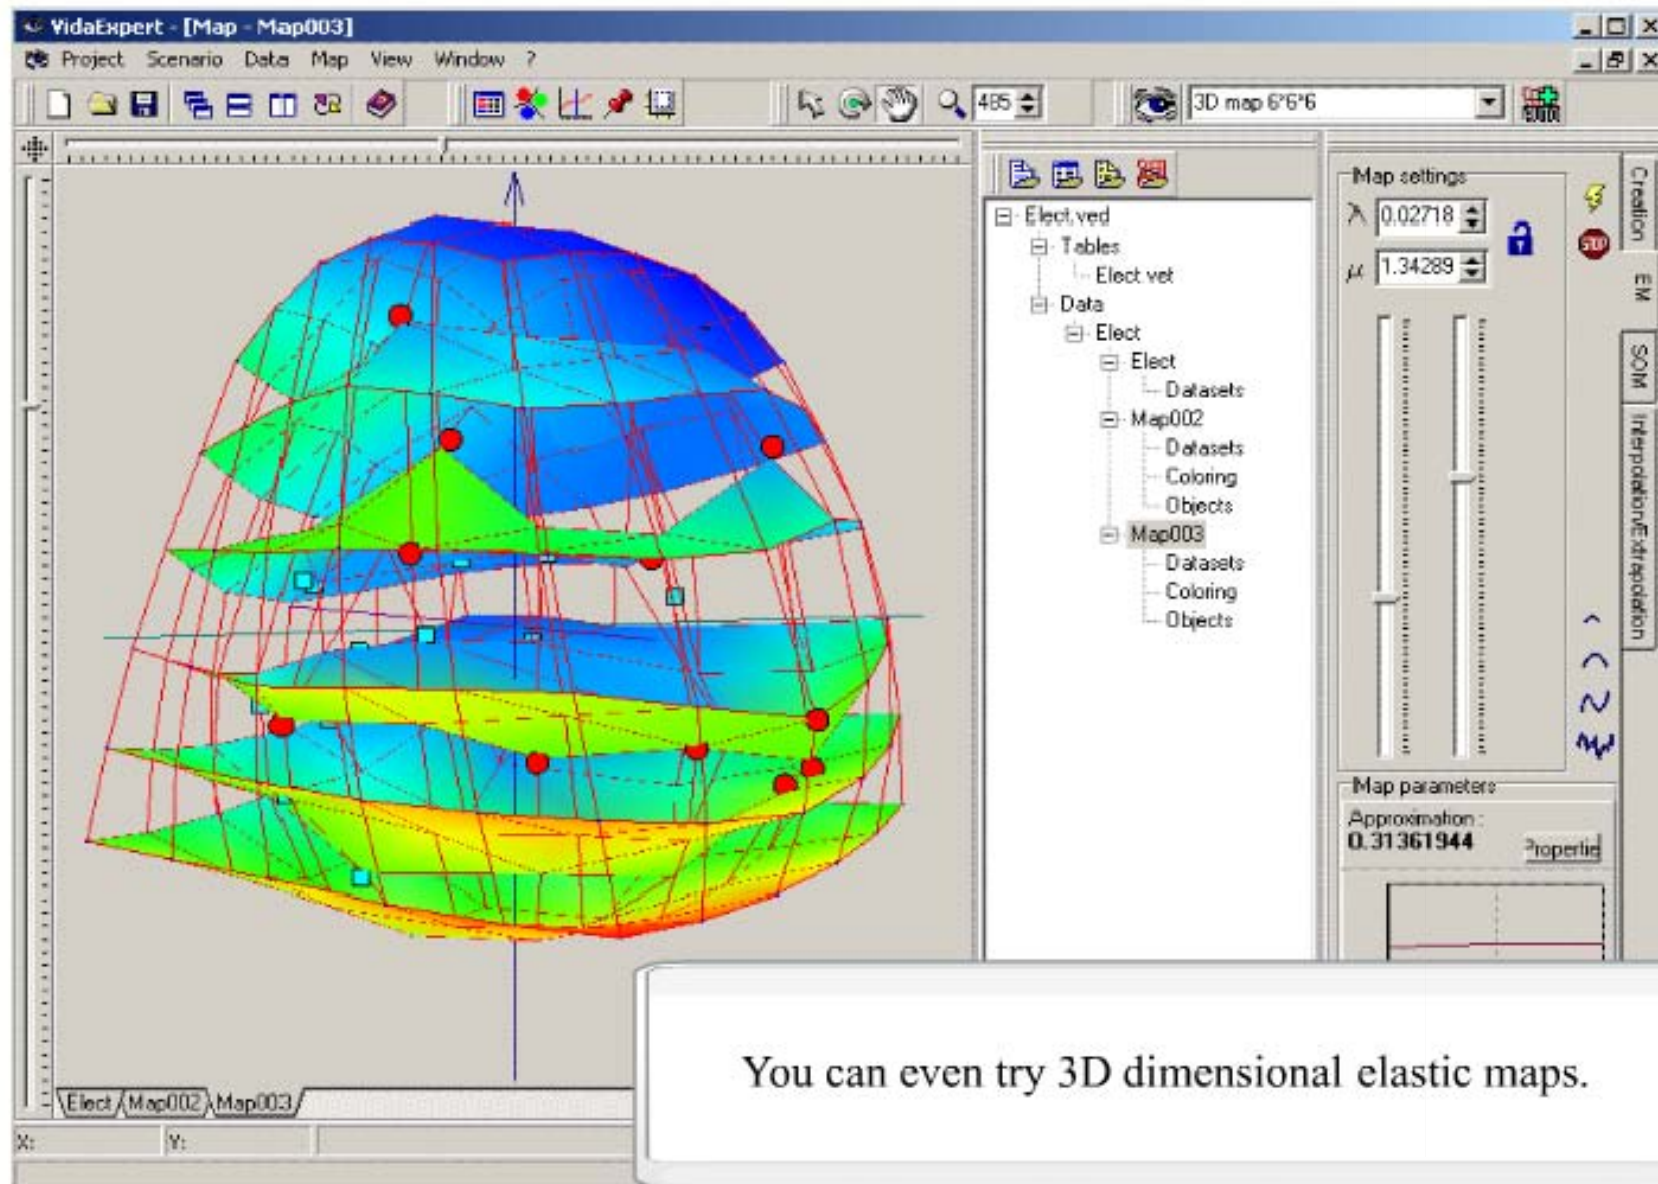 VidaExpert - [Map - Map003]
Project Scenario Data Map View Window ?
485
3D map 6*6*6
Elect.ved
Tables
Elect.vet
Data
Elect
Elect
Datasets
Map002
Datasets
Coloring
Objects
Map003
Datasets
Coloring
Objects
Map settings
λ 0.02718
μ 1.34289
STOP
Creation
EM
SOM
Interpolation/Extrapolation
Map parameters
Approximation :
0.31361944
Propertie
You can even try 3D dimensional elastic maps.
Elect Map002 Map003
X: Y: